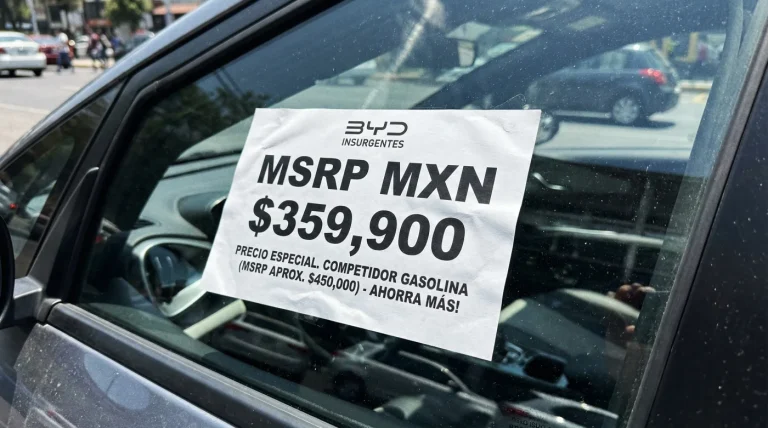 BYD
INSURGENTES
MSRP MXN
$359,900
PRECIO ESPECIAL. COMPETIDOR GASOLINA
(MSRP APROX. $450,000) - AHORRA MÁS!